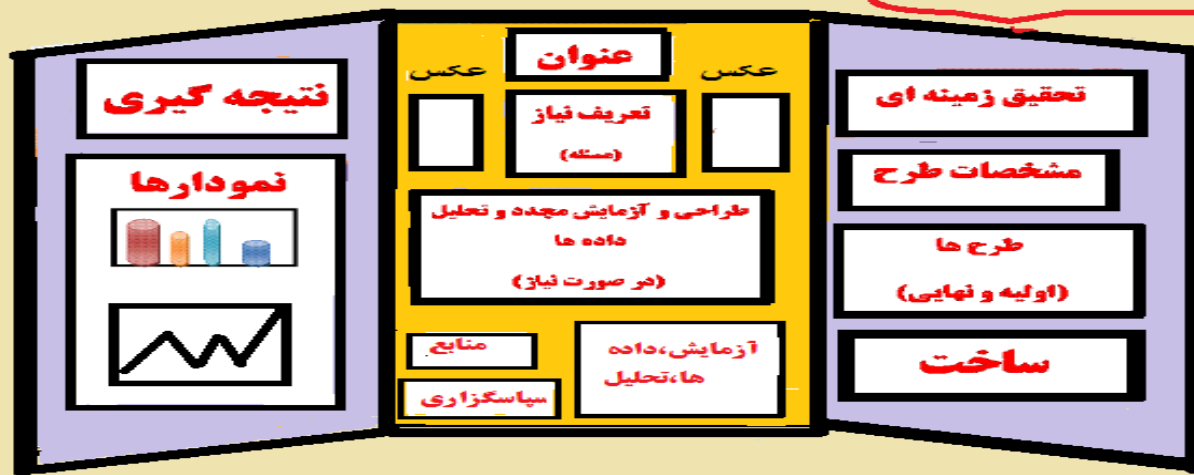 عنوان
عکس
عکس
تعریف نیاز
(مسئله)
طراحی و آزمایش مجدد و تحلیل
داده ها
(در صورت نیاز)
آزمایش،داده
ها،تحلیل
منابع
سپاسگزاری
تحقیق زمینه ای
مشخصات طرح
طرح ها
(اولیه و نهایی)
ساخت
نتیجه گیری
نمودارها